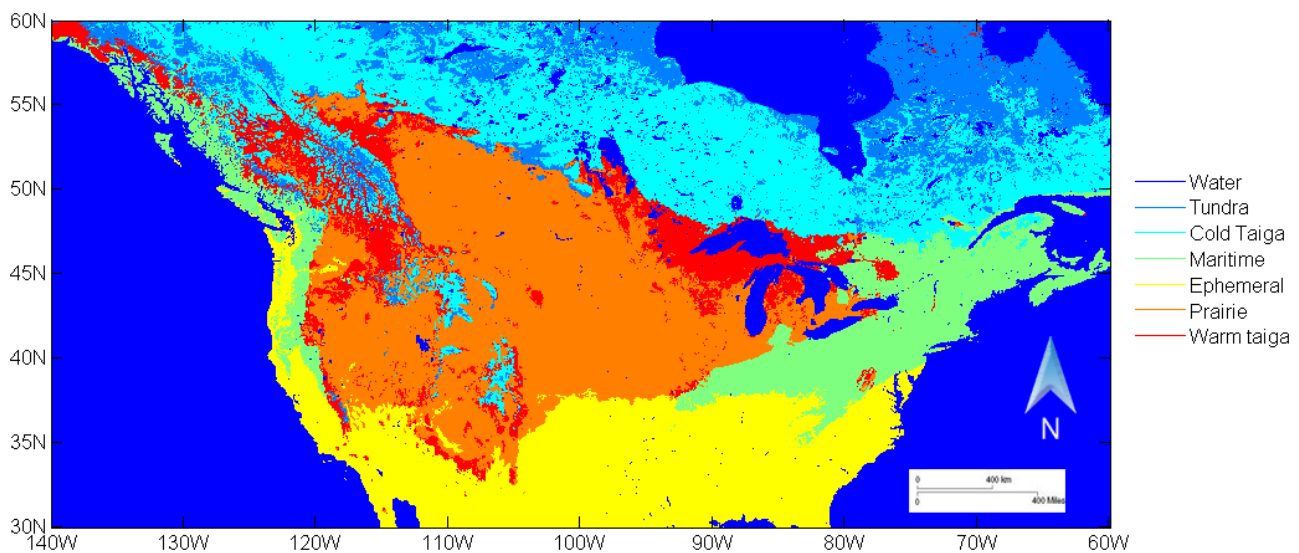 60N
55N
50N
45N
40N
35N
30N
140W 130W 120W 110W 100W 90W 80W 70W 60W
Water
Tundra
Cold Taiga
Maritime
Ephemeral
Prairie
Warm taiga
N
0 400 km
0 400 Miles